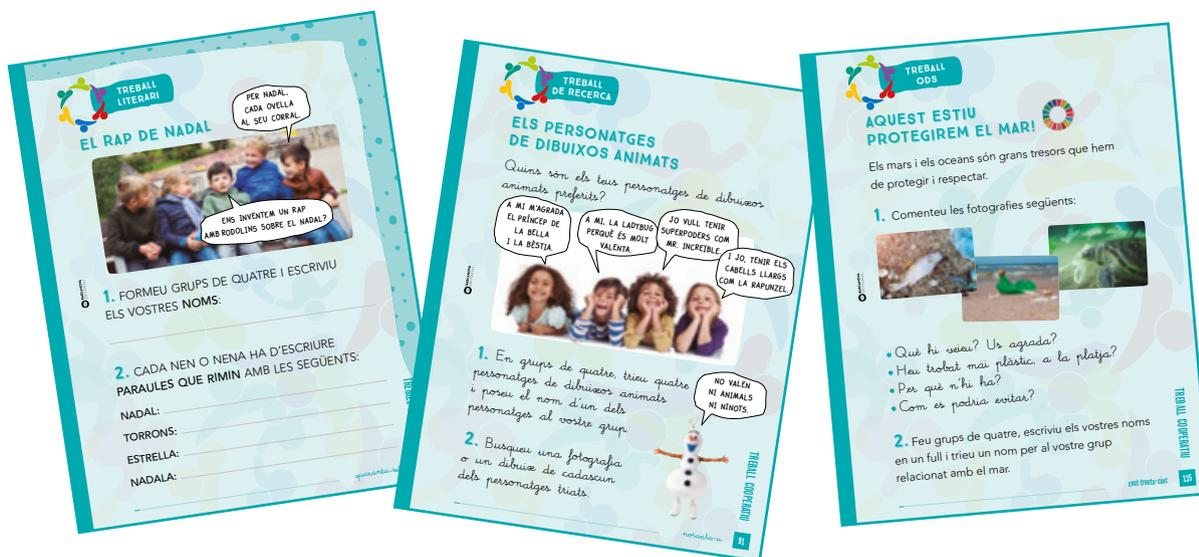 TREBALL
LITERARI
PER NADAL,
CADA OVELLA
AL SEU CORRAL.
EL RAP DE NADAL
ENS INVENTEM UN RAP
AMB RODOLINS SOBRE EL NADAL?
1. FORMEU GRUPS DE QUATRE I ESCRIVIU
ELS VOSTRES NOMS:
2. CADA NEN O NENA HA D'ESCRIURE
PARAULES QUE RIMIN AMB LES SEGÜENTS:
NADAL:
TORRONS:
ESTRELLA:
NADALA:
TREBALL
DE RECERCA
ELS PERSONATGES
DE DIBUIXOS ANIMATS
Quins són els teus personatges de dibuixos
animats preferits?
A MI M'AGRADA
EL PRÍNCEP DE
LA BELLA
I LA BÈSTIA.
A MI, LA LADYBUG
PERQUÈ ÉS MOLT
VALENTA.
JO VULL TENIR
SUPERPODERS COM
MR. INCREÏBLE.
I JO, TENIR ELS
CABELLS LLARGS
COM LA RAPUNZEL.
1. En grups de quatre, trieu quatre
personatges de dibuixos animats
i poseu el nom d'un dels
personatges al vostre grup.
NO VALEN
NI ANIMALS
NI NINOTS.
2. Busqueu una fotografia
o un dibuix de cadascun
dels personatges triats.
TREBALL COOPERATIU
noranta-u
91
TREBALL
ODS
AQUEST ESTIU
PROTEGIREM EL MAR!
Els mars i els oceans són grans tresors que hem
de protegir i respectar.
1. Comenteu les fotografies següents:
• Què hi veieu? Us agrada?
• Heu trobat mai plàstic, a la platja?
• Per què n'hi ha?
• Com es podria evitar?
2. Feu grups de quatre, escriviu els vostres noms
en un full i trieu un nom per al vostre grup
relacionat amb el mar.
TREBALL COOPERATIU
cent trenta-cinc
135